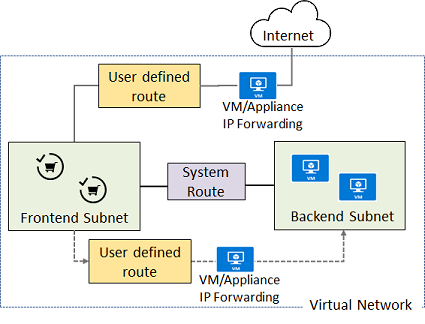 Internet
User defined
route
VM
VM/Appliance
IP Forwarding
System
Route
VM
VM
Frontend Subnet
Backend Subnet
User defined
route
VM
VM/Appliance
IP Forwarding
Virtual Network